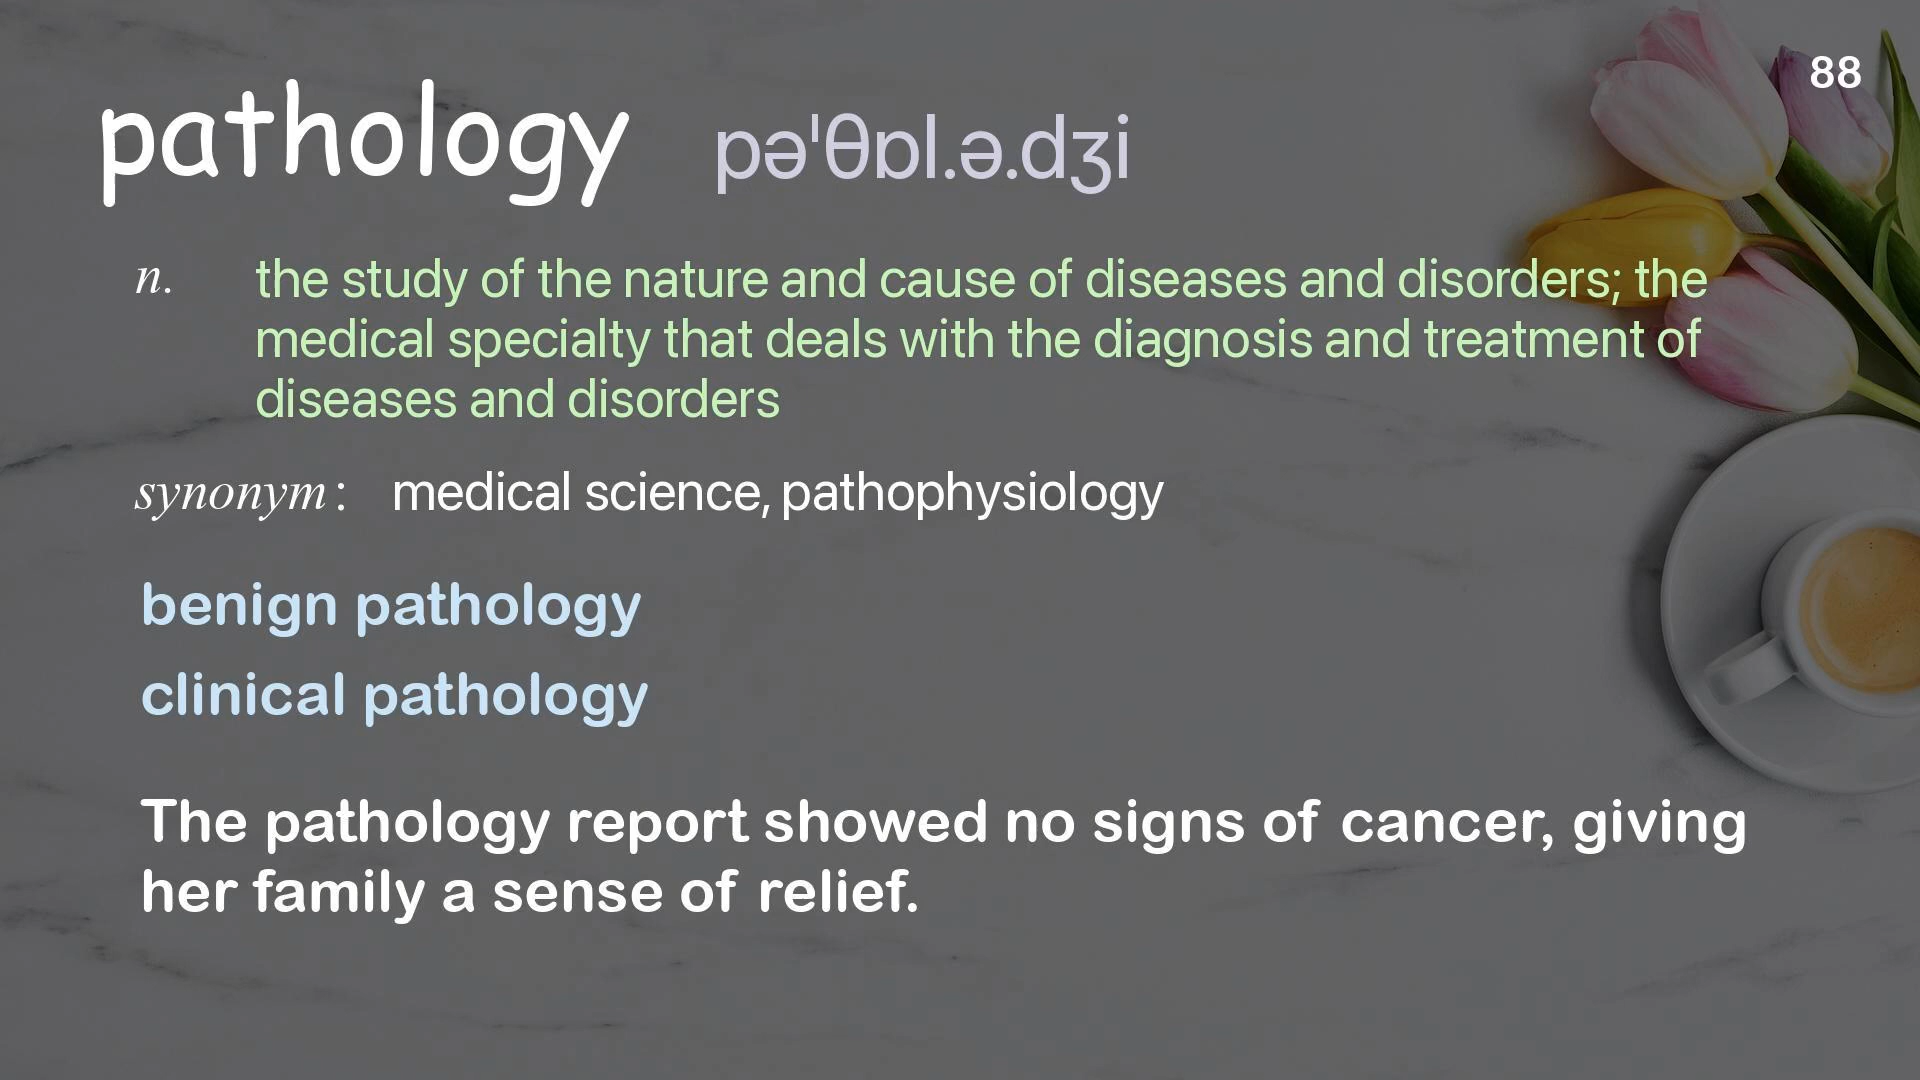 88
pathology pəˈθɒl.ə.dʒi
n. the study of the nature and cause of diseases and disorders; the
medical specialty that deals with the diagnosis and treatment of
diseases and disorders
synonym: medical science, pathophysiology
benign pathology
clinical pathology
The pathology report showed no signs of cancer, giving
her family a sense of relief.